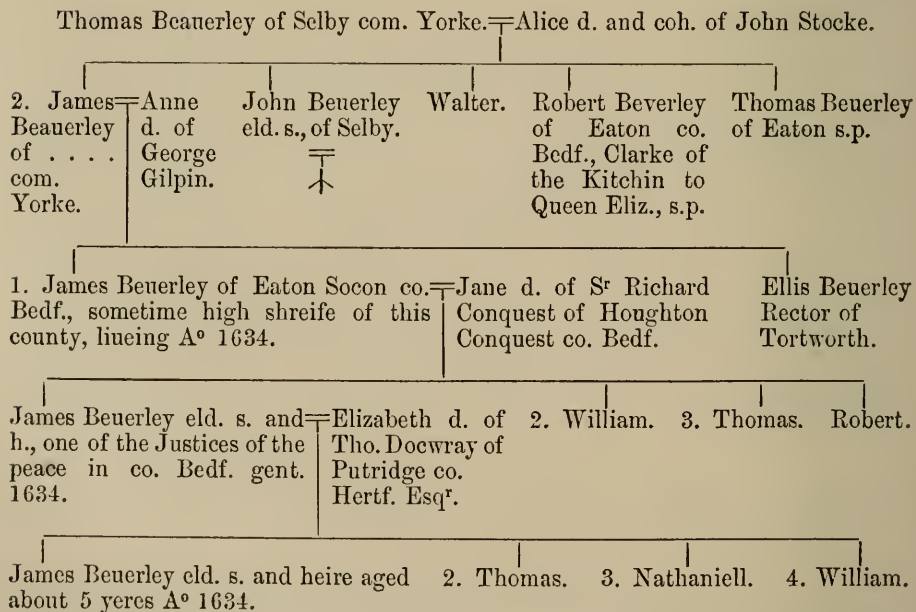 Thomas Beauerley of Selby com. Yorke.=Alice d. and coh. of John Stocke.
2. James
Beauerley
of . . . .
com.
Yorke.
=Anne
d. of
George
Gilpin.
John Beuerley
eld. s., of Selby.
Walter.
Robert Beverley
of Eaton co.
Bedf., Clarke of
the Kitchin to
Queen Eliz., s.p.
Thomas Beuerley
of Eaton s.p.
1. James Beuerley of Eaton Socon co.
Bedf., sometime high shreife of this
county, liueing Aº 1634.
=Jane d. of Sʳ Richard
Conquest of Houghton
Conquest co. Bedf.
Ellis Beuerley
Rector of
Tortworth.
James Beuerley eld. s. and
h., one of the Justices of the
peace in co. Bedf. gent.
1634.
=Elizabeth d. of
Tho. Docwray of
Putridge co.
Hertf. Esqʳ.
2. William.
3. Thomas.
Robert.
James Beuerley eld. s. and heire aged
about 5 yeres Aº 1634.
2. Thomas.
3. Nathaniell.
4. William.